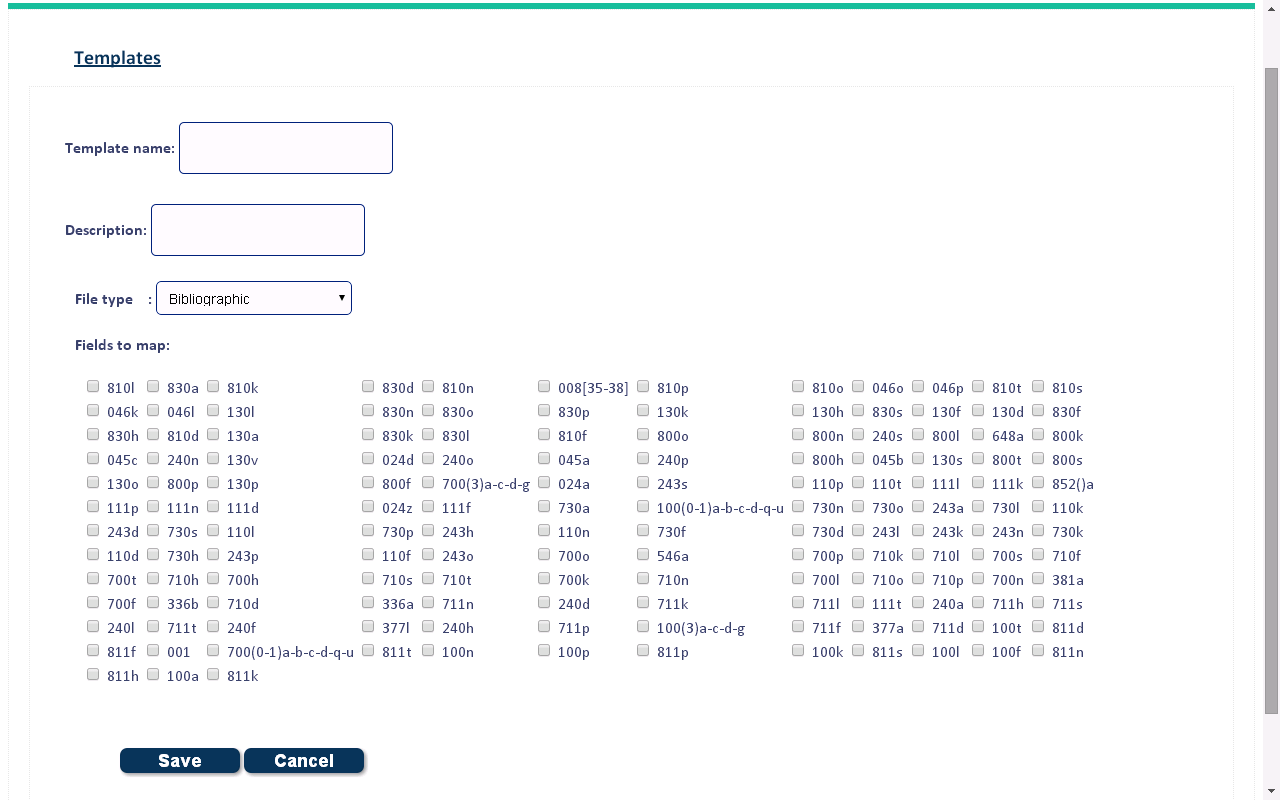 Templates
Template name:
Description:
File type : Bibliographic
Fields to map:
810l 830a 810k 830d 810n 008[35-38] 810p 810o 046o 046p 810t 810s
046k 046l 130l 830n 830o 830p 130k 130h 830s 130f 130d 830f
830h 810d 130a 830k 830l 810f 800o 800n 240s 800l 648a 800k
045c 240n 130v 024d 240o 045a 240p 800h 045b 130s 800t 800s
130o 800p 130p 800f 700(3)a-c-d-g 024a 243s 110p 110t 111l 111k 852()a
111p 111n 111d 024z 111f 730a 100(0-1)a-b-c-d-q-u 730n 730o 243a 730l 110k
243d 730s 110l 730p 243h 110n 730f 730d 243l 243k 243n 730k
110d 730h 243p 110f 243o 700o 546a 700p 710k 710l 700s 710f
700t 710h 700h 710s 710t 700k 710n 700l 710o 710p 700n 381a
700f 336b 710d 336a 711n 240d 711k 711l 111t 240a 711h 711s
240l 711t 240f 377l 240h 711p 100(3)a-c-d-g 711f 377a 711d 100t 811d
811f 001 700(0-1)a-b-c-d-q-u 811t 100n 100p 811p 100k 811s 100l 100f 811n
811h 100a 811k
Save Cancel